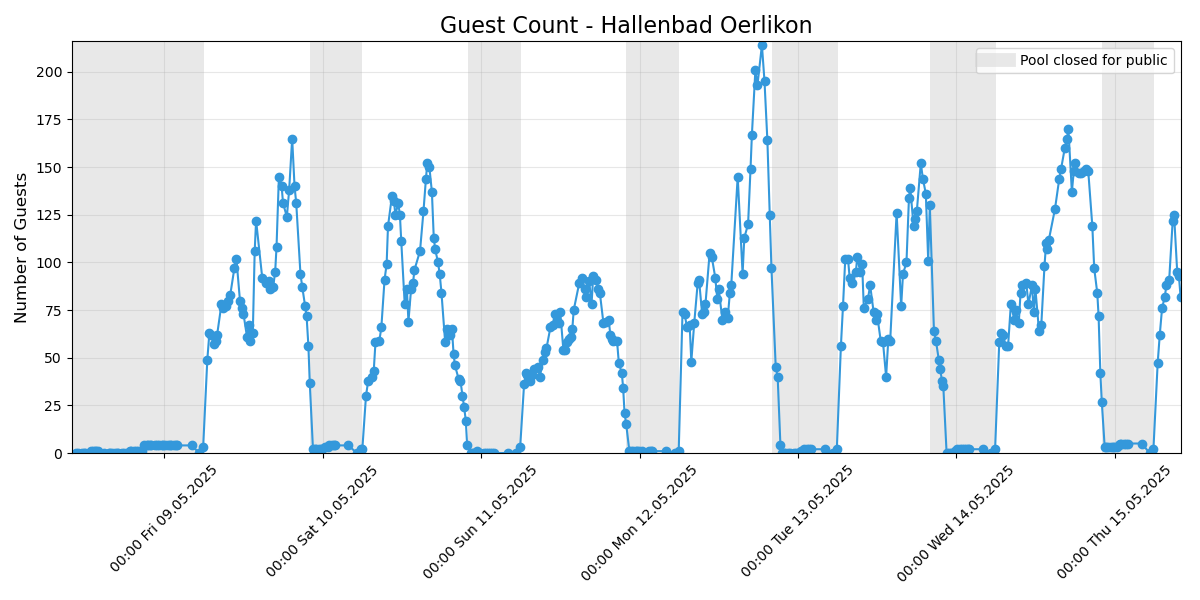 Guest Count - Hallenbad Oerlikon
Pool closed for public
Number of Guests
200
175
150
125
100
75
50
25
0
00:00 Fri 09.05.2025
00:00 Sat 10.05.2025
00:00 Sun 11.05.2025
00:00 Mon 12.05.2025
00:00 Tue 13.05.2025
00:00 Wed 14.05.2025
00:00 Thu 15.05.2025